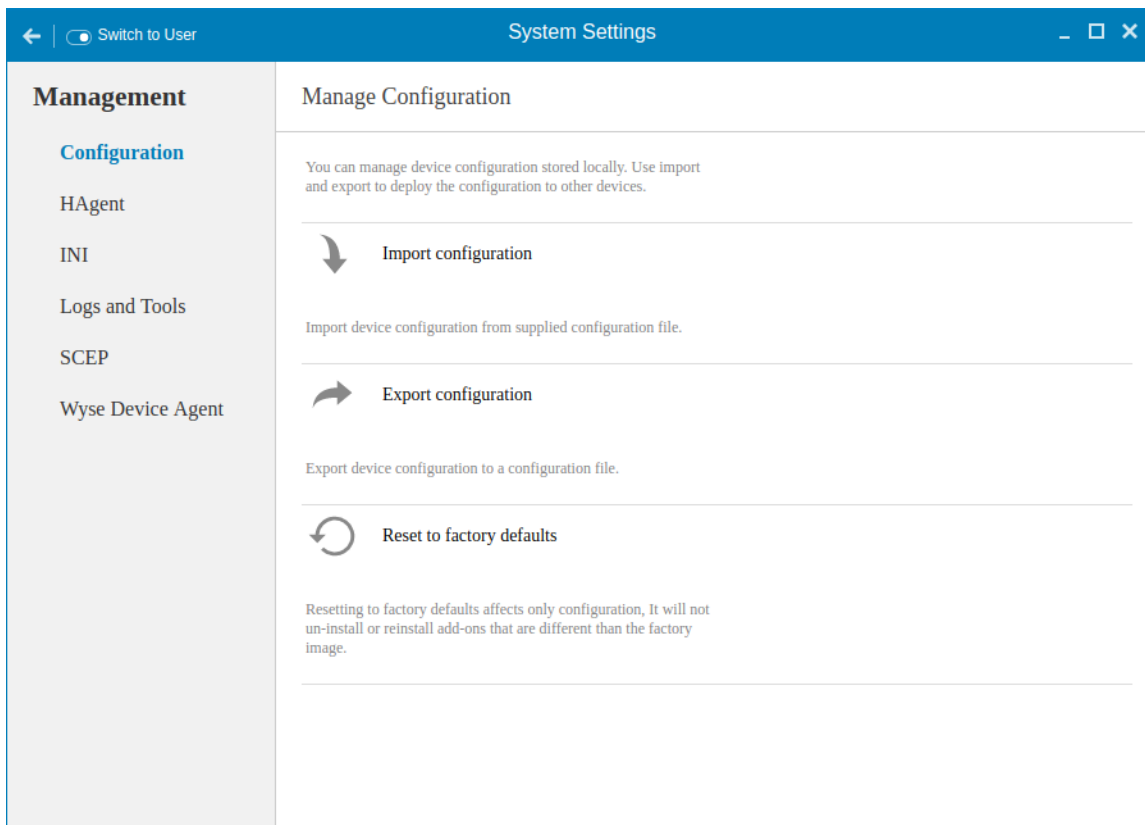 Switch to User
System Settings
Management
Configuration
HAgent
INI
Logs and Tools
SCEP
Wyse Device Agent
Manage Configuration
You can manage device configuration stored locally. Use import
and export to deploy the configuration to other devices.
Import configuration
Import device configuration from supplied configuration file.
Export configuration
Export device configuration to a configuration file.
Reset to factory defaults
Resetting to factory defaults affects only configuration, It will not
un-install or reinstall add-ons that are different than the factory
image.